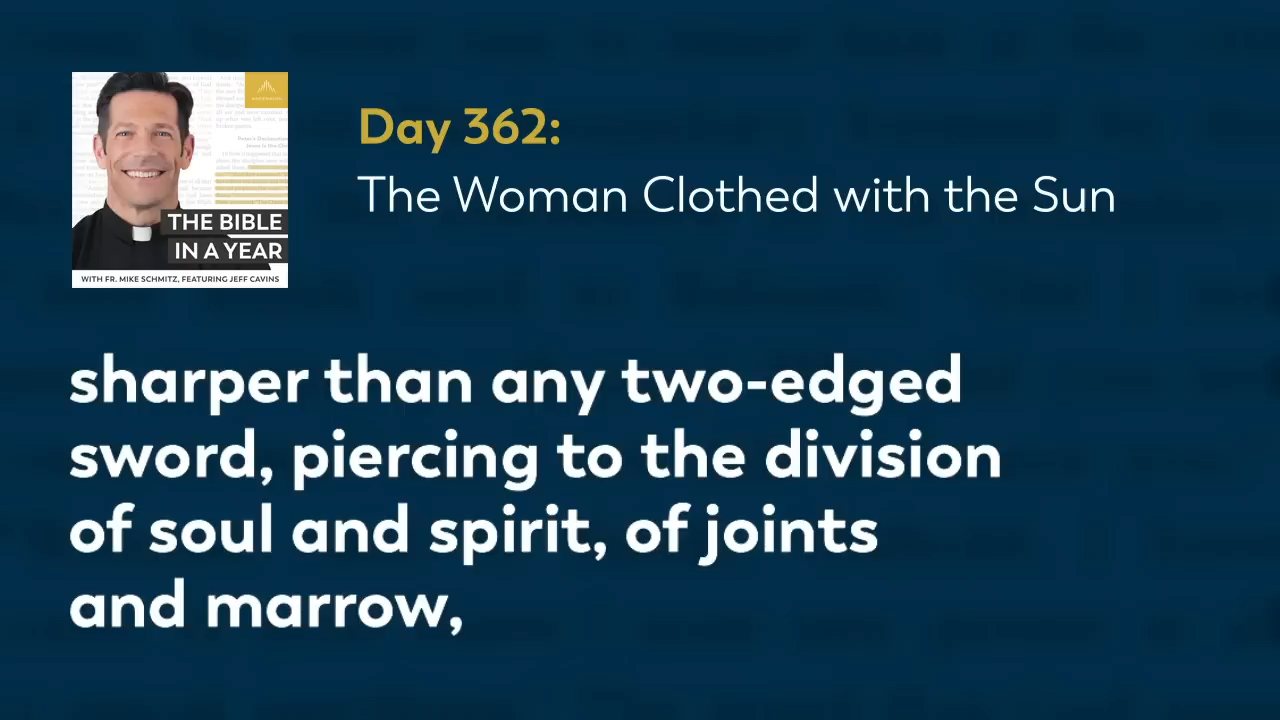 THE BIBLE
IN A YEAR
WITH FR. MIKE SCHMITZ, FEATURING JEFF CAVINS
Day 362:
The Woman Clothed with the Sun
sharper than any two-edged
sword, piercing to the division
of soul and spirit, of joints
and marrow,